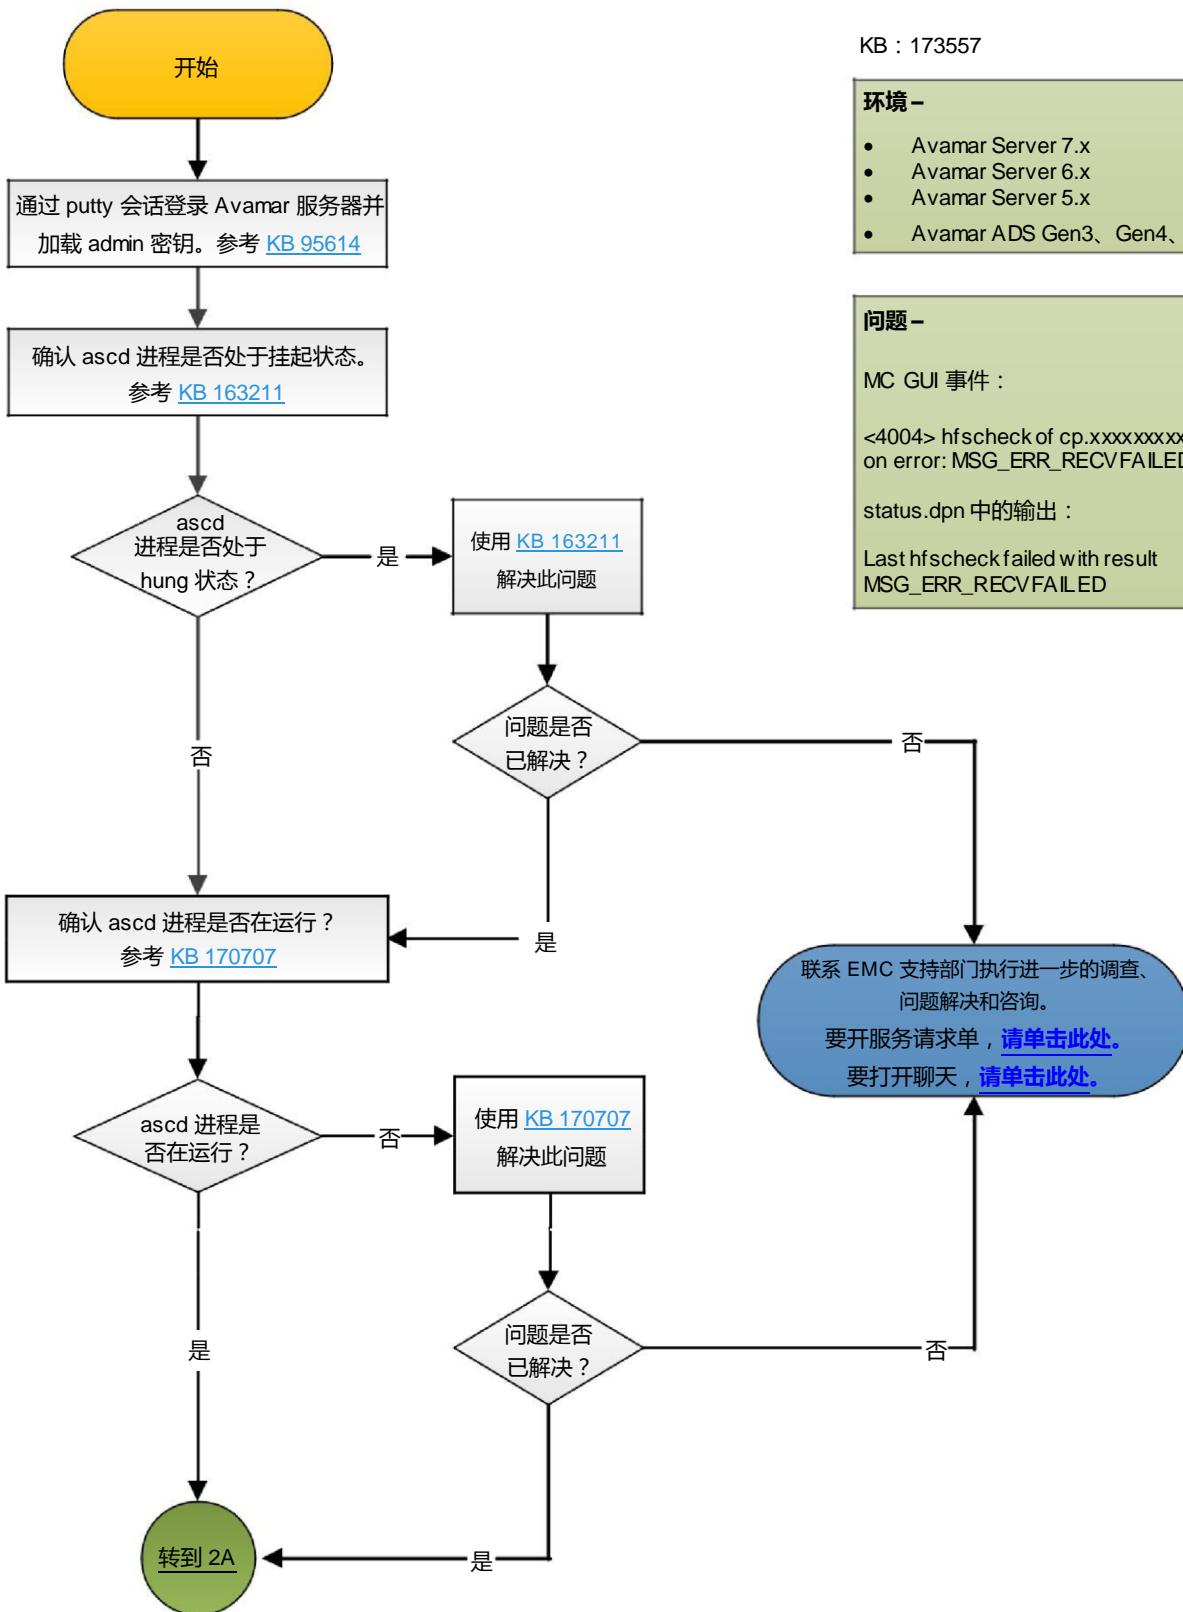 开始
KB：173557
环境–
• Avamar Server 7.x
• Avamar Server 6.x
• Avamar Server 5.x
• Avamar ADS Gen3、Gen4、
通过 putty 会话登录 Avamar 服务器并
加载 admin 密钥。参考 KB 95614
问题–
MC GUI 事件：
<4004> hfscheck of cp.xxxxxxxxx
on error: MSG_ERR_RECVFAILED
status.dpn 中的输出：
Last hfscheck failed with result
MSG_ERR_RECVFAILED
确认 ascd 进程是否处于挂起状态。
参考 KB 163211
ascd
进程是否处于
hung 状态？
是
使用 KB 163211
解决此问题
否
问题是否
已解决？
否
是
确认 ascd 进程是否在运行？
参考 KB 170707
联系 EMC 支持部门执行进一步的调查、
问题解决和咨询。
要开服务请求单，请单击此处。
要打开聊天，请单击此处。
ascd 进程是
否在运行？
否
使用 KB 170707
解决此问题
是
问题是否
已解决？
否
转到 2A
是